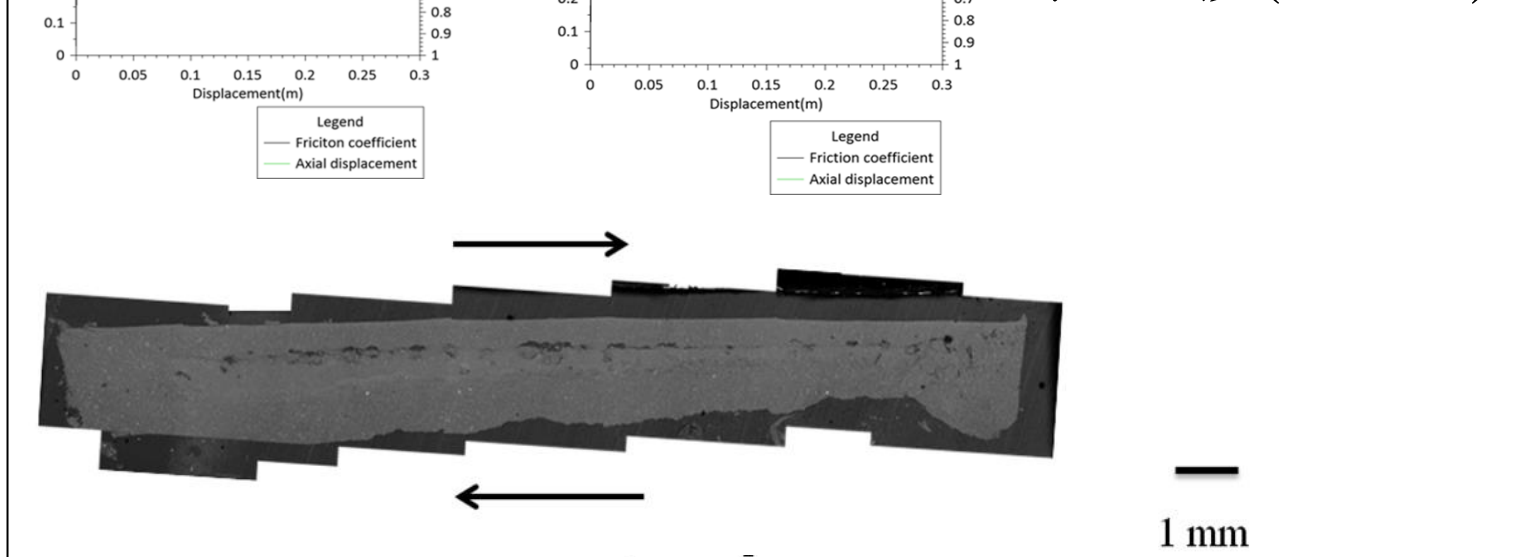 0.1
0
0.8
0.9
1
0 0.05 0.1 0.15 0.2 0.25 0.3
Displacement(m)
Legend
Friciton coefficient
Axial displacement
0.1
0
0.8
0.9
1
0 0.05 0.1 0.15 0.2 0.25 0.3
Displacement(m)
Legend
Friction coefficient
Axial displacement
1 mm